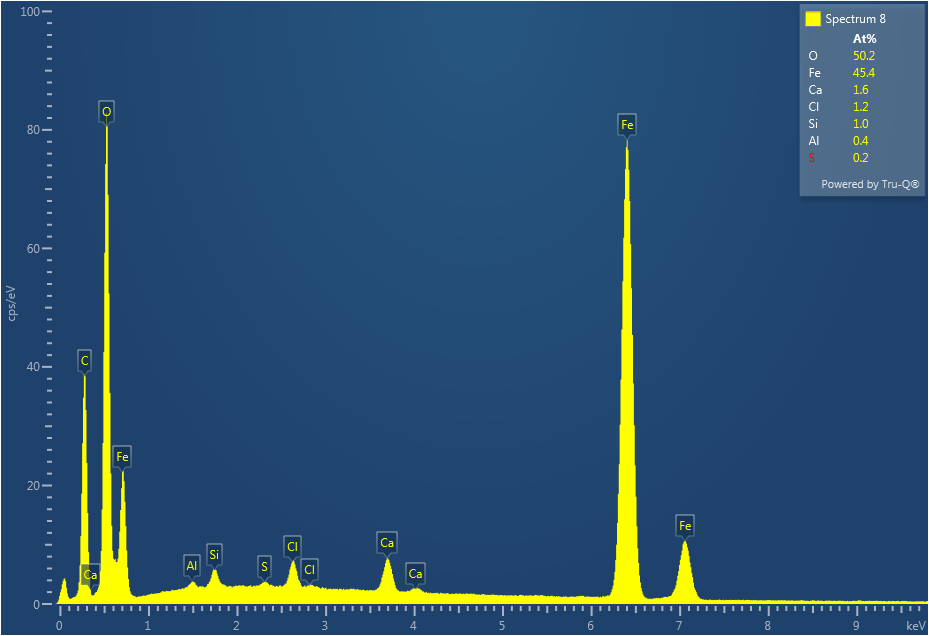 100
80
60
40
20
0
cps/eV
0 1 2 3 4 5 6 7 8 9 keV
O
C
Fe
Ca
Al
Si
S
Cl
Cl
Ca
Ca
Fe
Fe
Spectrum 8
At%
O 50.2
Fe 45.4
Ca 1.6
Cl 1.2
Si 1.0
Al 0.4
S 0.2
Powered by Tru-Q®